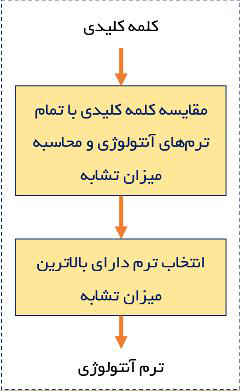 کلمه کلیدی
مقایسه کلمه کلیدی با تمام
ترم‌های آنتولوژی و محاسبه
میزان تشابه
انتخاب ترم دارای بالاترین
میزان تشابه
ترم آنتولوژی